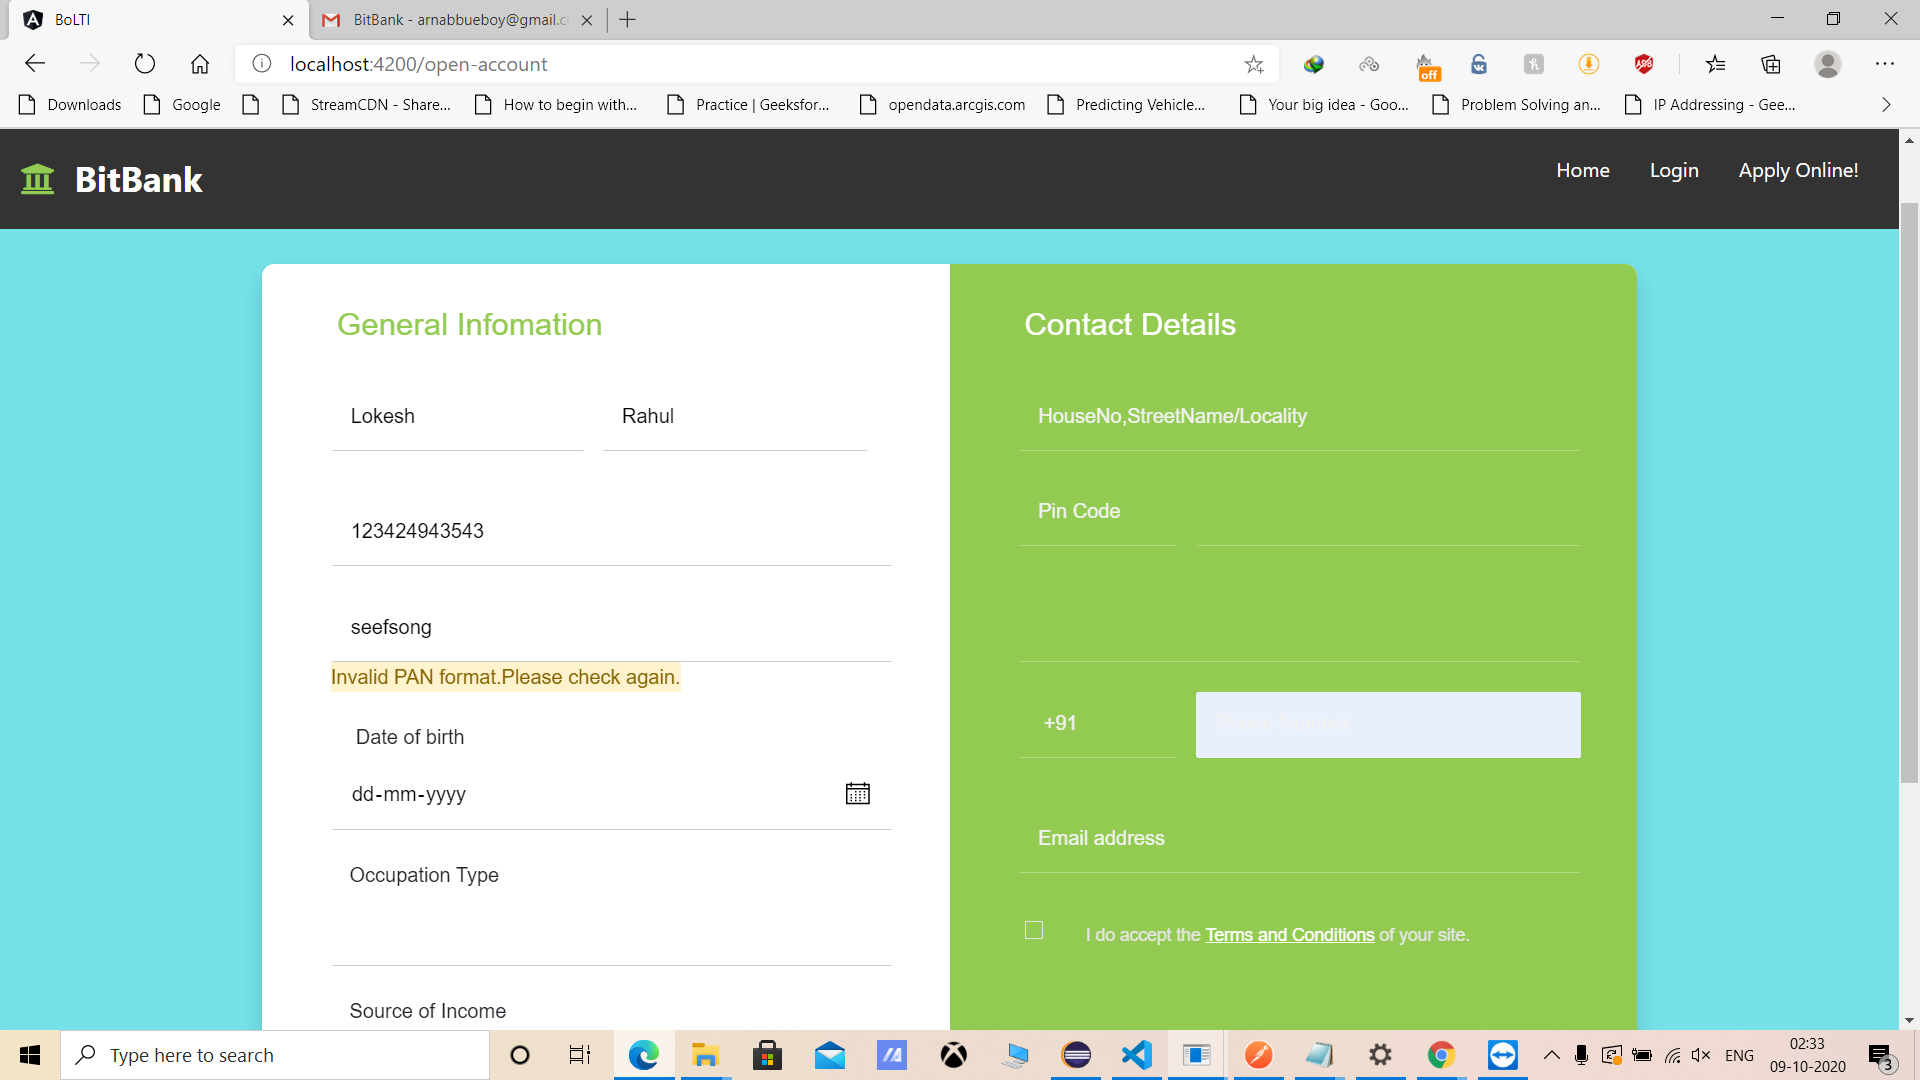 BoLTI
BitBank - arnabbueboy@gmail.c
localhost:4200/open-account
off
ABP
Downloads
Google
StreamCDN - Share...
How to begin with...
Practice | Geeksfor...
opendata.arcgis.com
Predicting Vehicle...
Your big idea - Goo...
Problem Solving an...
IP Addressing - Gee...
BitBank
Home
Login
Apply Online!
General Infomation
Lokesh
Rahul
123424943543
seefsong
Invalid PAN format.Please check again.
Date of birth
dd-mm-yyyy
Occupation Type
Source of Income
Contact Details
HouseNo,StreetName/Locality
Pin Code
+91
Phone Number
Email address
I do accept the Terms and Conditions of your site.
Type here to search
ENG
02:33
09-10-2020
3